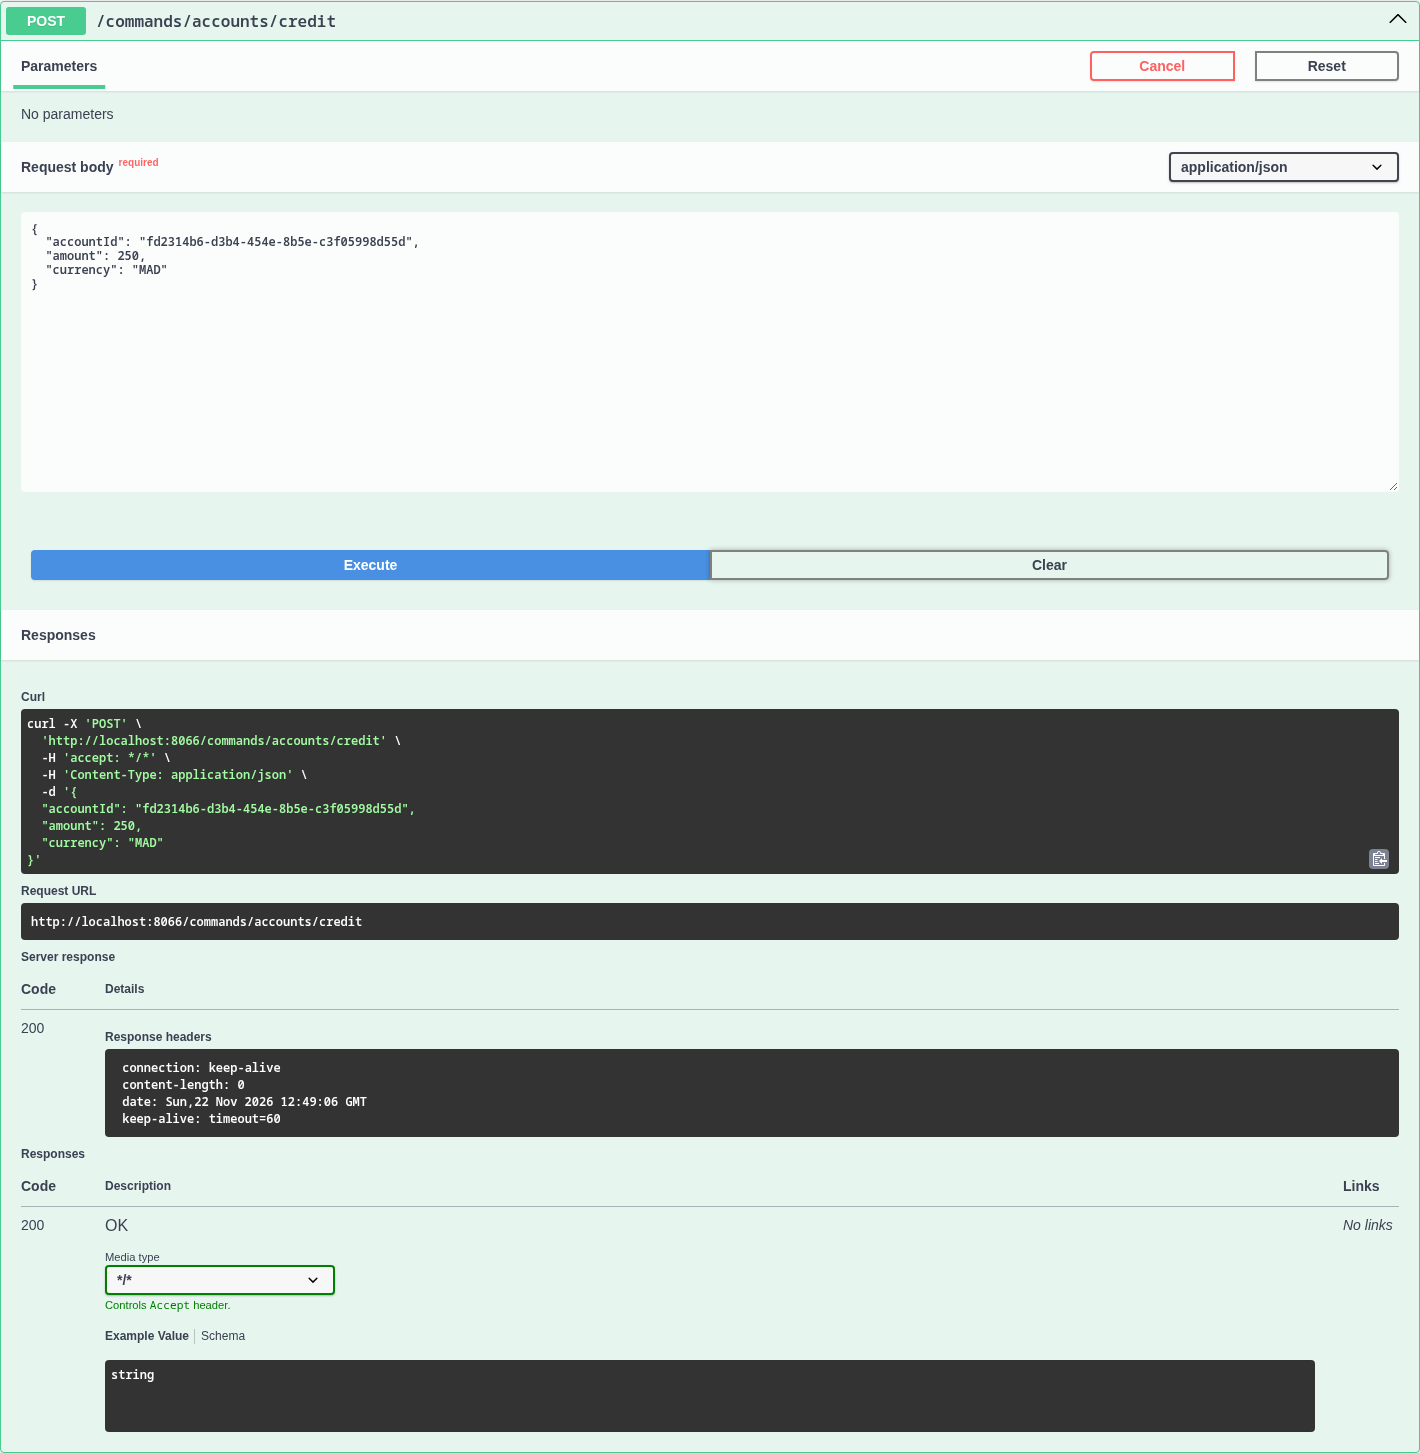 POST /commands/accounts/credit
Parameters
Cancel
Reset
No parameters
Request body required
application/json
{
  "accountId": "fd2314b6-d3b4-454e-8b5e-c3f05998d55d",
  "amount": 250,
  "currency": "MAD"
}
Execute
Clear
Responses
Curl
curl -X 'POST' \
  'http://localhost:8066/commands/accounts/credit' \
  -H 'accept: */*' \
  -H 'Content-Type: application/json' \
  -d '{
  "accountId": "fd2314b6-d3b4-454e-8b5e-c3f05998d55d",
  "amount": 250,
  "currency": "MAD"
}'
Request URL
http://localhost:8066/commands/accounts/credit
Server response
Code Details
200
Response headers
connection: keep-alive
content-length: 0
date: Sun,22 Nov 2026 12:49:06 GMT
keep-alive: timeout=60
Responses
Code Description Links
200 OK No links
Media type
*/*
Controls Accept header.
Example Value Schema
string